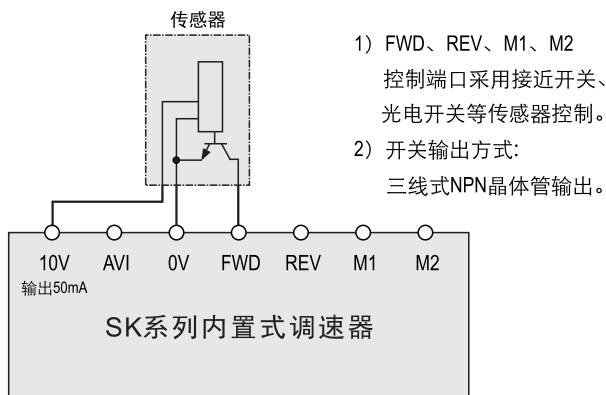 传感器
1）FWD、REV、M1、M2
控制端口采用接近开关、
光电开关等传感器控制。
2）开关输出方式：
三线式NPN晶体管输出。
10V AVI 0V FWD REV M1 M2
输出50mA
SK系列内置式调速器